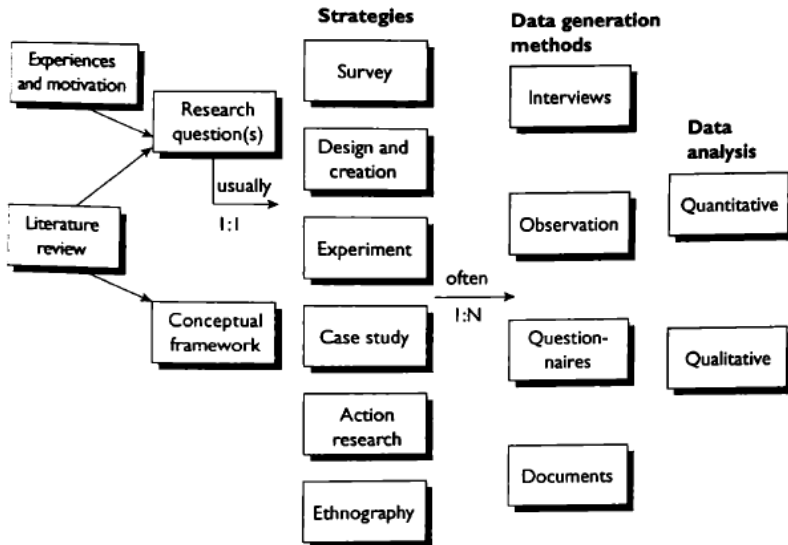 Experiences
and motivation
Literature
review
Research
question(s)
usually
1:1
Conceptual
framework
Strategies
Survey
Design and
creation
Experiment
Case study
Action
research
Ethnography
often
1:N
Data generation
methods
Interviews
Observation
Question-
naires
Documents
Data
analysis
Quantitative
Qualitative